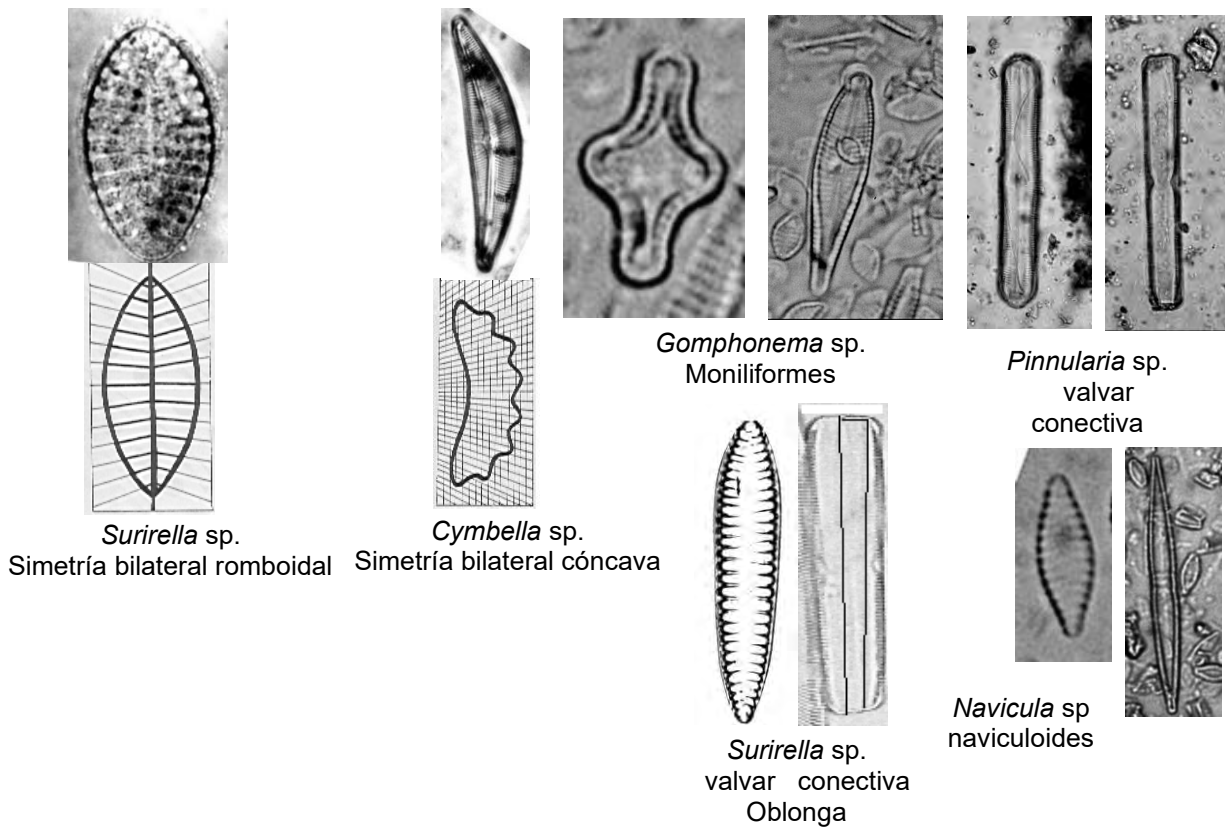 Surirella sp.
Simetría bilateral romboidal
Cymbella sp.
Simetría bilateral cóncava
Gomphonema sp.
Moniliformes
Pinnularia sp.
valvar
conectiva
Surirella sp.
valvar conectiva
Oblonga
Navicula sp
naviculoides